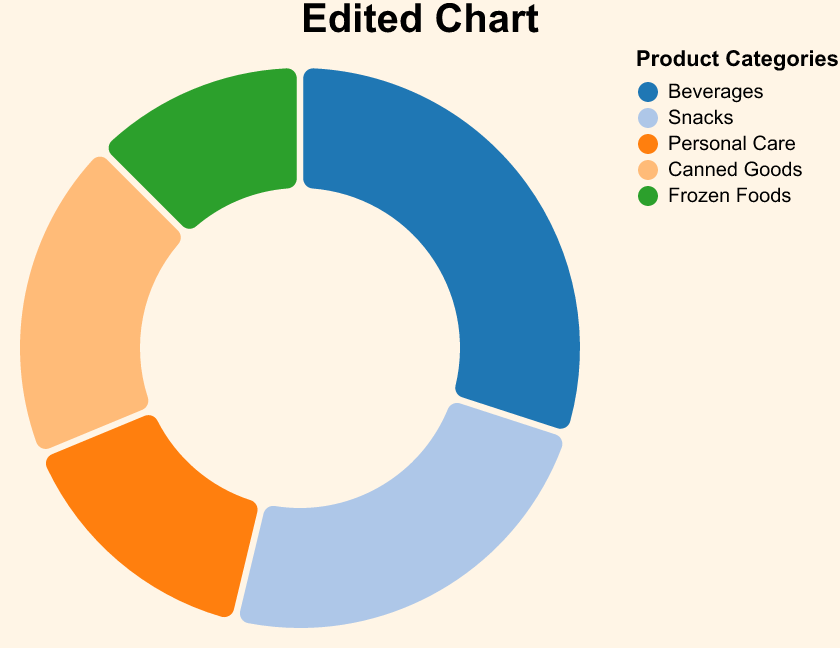 Edited Chart
Product Categories
Beverages
Snacks
Personal Care
Canned Goods
Frozen Foods